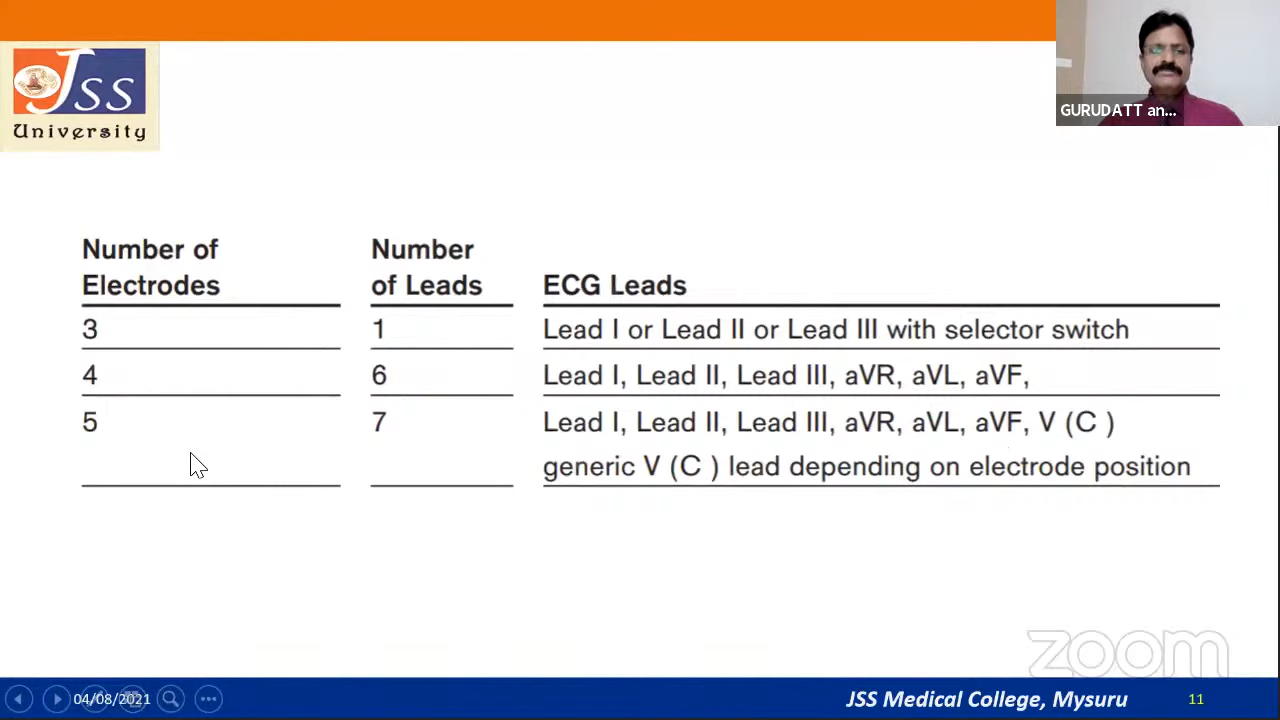 JSS
University
GURUDATT an...
Number of
Electrodes
Number
of Leads
ECG Leads
3
1
Lead I or Lead II or Lead III with selector switch
4
6
Lead I, Lead II, Lead III, aVR, aVL, aVF,
5
7
Lead I, Lead II, Lead III, aVR, aVL, aVF, V (C )
generic V (C ) lead depending on electrode position
zoom
04/08/2021
JSS Medical College, Mysuru
11